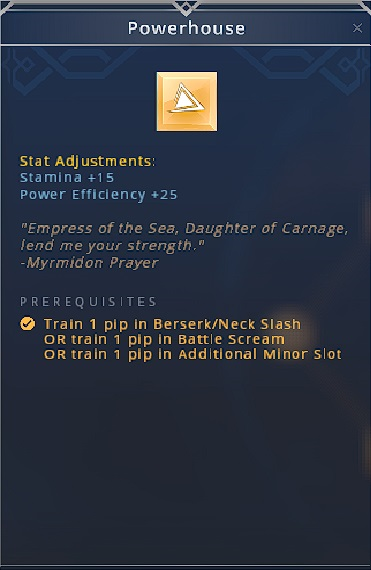 Powerhouse
Stat Adjustments:
Stamina +15
Power Efficiency +25
"Empress of the Sea, Daughter of Carnage,
lend me your strength."
-Myrmidon Prayer
PREREQUISITES
Train 1 pip in Berserk/Neck Slash
OR train 1 pip in Battle Scream
OR train 1 pip in Additional Minor Slot